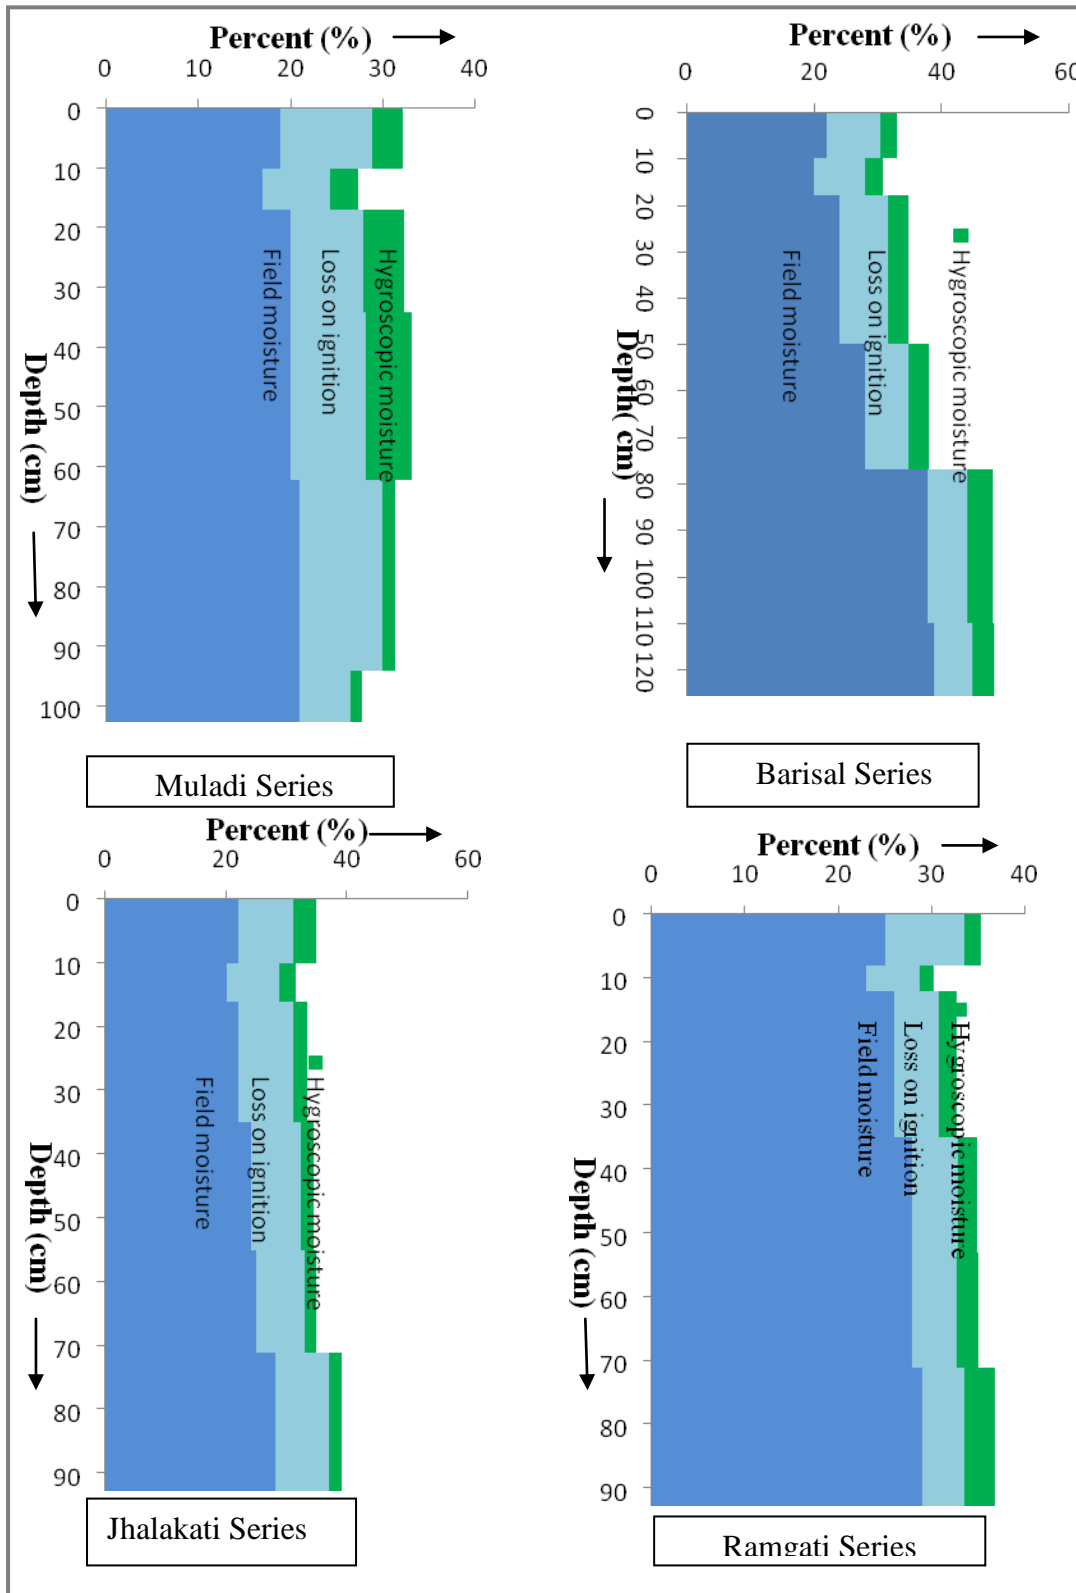 Percent (%)
0 10 20 30 40
0
10
20
30
40
50
60
70
80
90
100
Depth (cm)
Field moisture
Loss on ignition
Hygroscopic moisture
Muladi Series
Percent (%)
0 20 40 60
0
10
20
30
40
50
60
70
80
90
100
110
120
Depth( cm)
Field moisture
Loss on ignition
Hygroscopic moisture
Barisal Series
Percent (%)
0 20 40 60
0
10
20
30
40
50
60
70
80
90
Depth (cm)
Field moisture
Loss on ignition
Hygroscopic moisture
Jhalakati Series
Percent (%)
0 10 20 30 40
0
10
20
30
40
50
60
70
80
90
Depth (cm)
Field moisture
Loss on ignition
Hygroscopic moisture
Ramgati Series